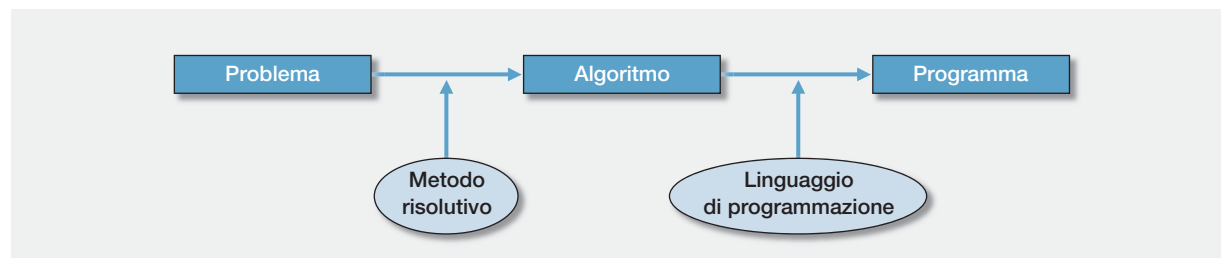 Problema
Algoritmo
Programma
Metodo
risolutivo
Linguaggio
di programmazione